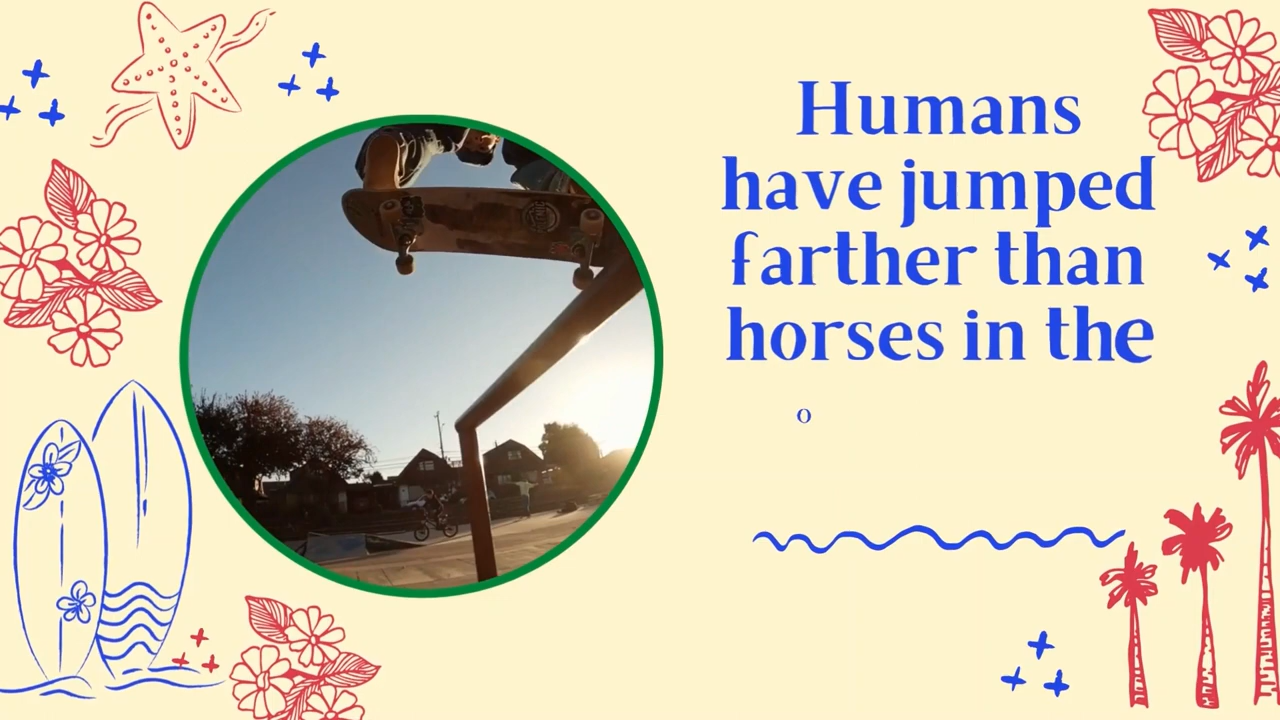 Humans
have jumped
farther than
horses in the
o